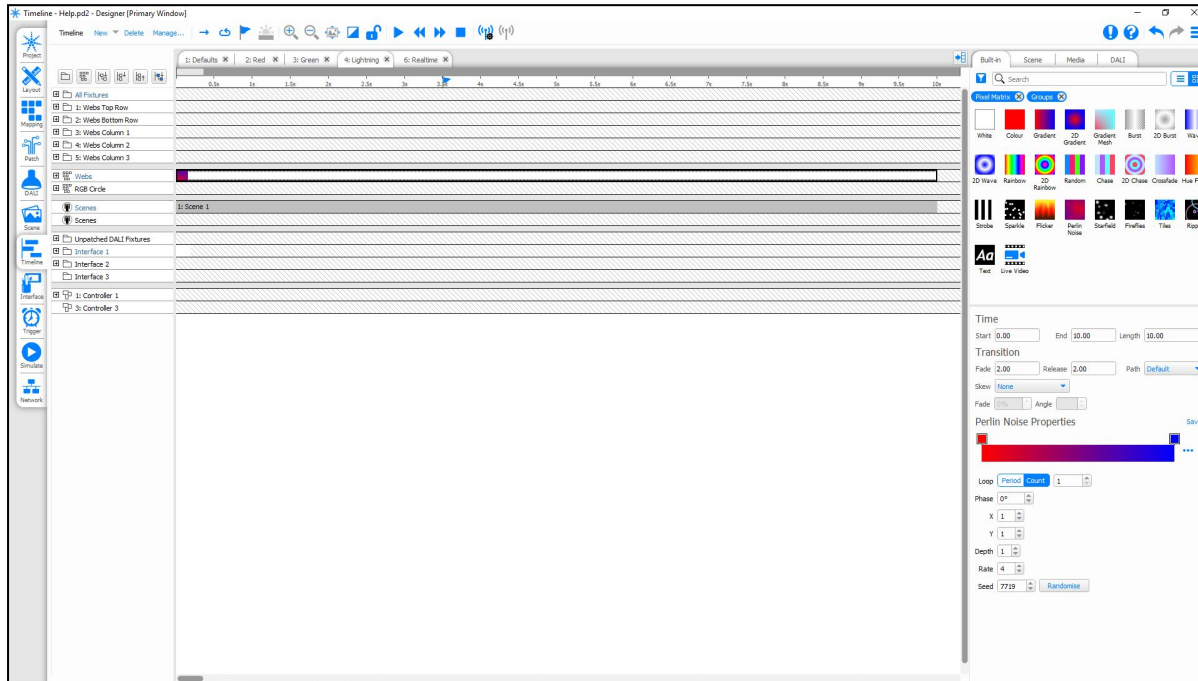 Timeline - Help.pd2 - Designer [Primary Window]
Timeline New Delete Manage...
Project
Layout
Mapping
Patch
DALI
Scene
Timeline
Interface
Trigger
Simulate
Network
1: Defaults 2: Red 3: Green 4: Lightning 6: Realtime
0.5s 1s 1.5s 2s 2.5s 3s 3.5s 4s 4.5s 5s 5.5s 6s 6.5s 7s 7.5s 8s 8.5s 9s 9.5s 10s
All Fixtures
1: Webs Top Row
2: Webs Bottom Row
3: Webs Column 1
4: Webs Column 2
5: Webs Column 3
Webs
RGB Circle
Scenes 1: Scene 1
Scenes
Unpatched DALI Fixtures
Interface 1
Interface 2
Interface 3
1: Controller 1
3: Controller 3
Built-in Scene Media DALI
Search
Pixel Matrix Groups
White Colour Gradient 2D Gradient Gradient Mesh Burst 2D Burst Wav
2D Wave Rainbow 2D Rainbow Random Chase 2D Chase Crossfade Hue F
Strobe Sparkle Flicker Perlin Noise Starfield Fireflies Tiles Ripp
Aa
Text Live Video
Time
Start 0.00 End 10.00 Length 10.00
Transition
Fade 2.00 Release 2.00 Path Default
Skew None
Fade 0% Angle
Perlin Noise Properties Sav
Loop Period Count 1
Phase 0°
X 1
Y 1
Depth 1
Rate 4
Seed 7719 Randomise